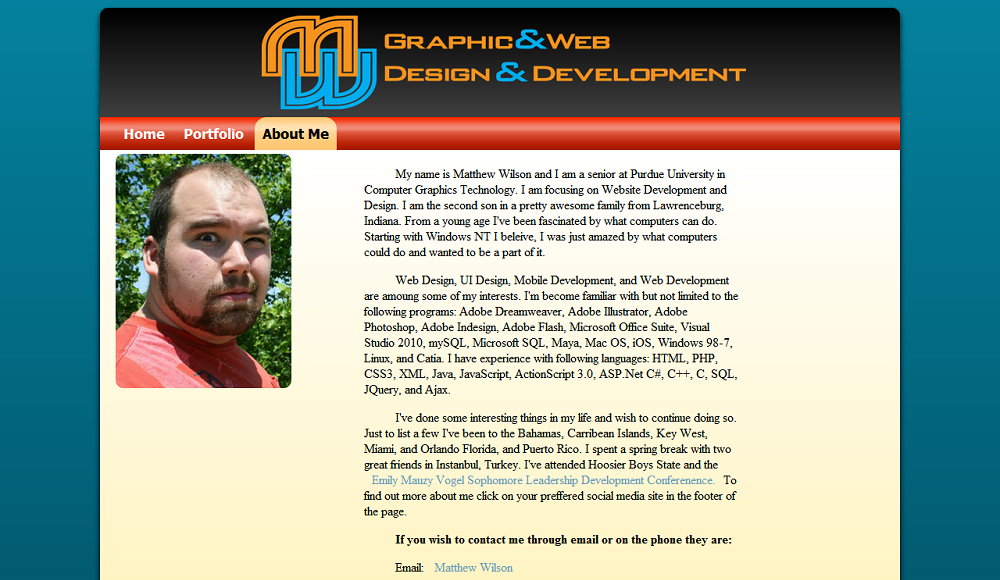 MW
Graphic&Web
Design & Development
Home Portfolio About Me
My name is Matthew Wilson and I am a senior at Purdue University in
Computer Graphics Technology. I am focusing on Website Development and
Design. I am the second son in a pretty awesome family from Lawrenceburg,
Indiana. From a young age I've been fascinated by what computers can do.
Starting with Windows NT I beleive, I was just amazed by what computers
could do and wanted to be a part of it.
Web Design, UI Design, Mobile Development, and Web Development
are amoung some of my interests. I'm become familiar with but not limited to the
following programs: Adobe Dreamweaver, Adobe Illustrator, Adobe
Photoshop, Adobe Indesign, Adobe Flash, Microsoft Office Suite, Visual
Studio 2010, mySQL, Microsoft SQL, Maya, Mac OS, iOS, Windows 98-7,
Linux, and Catia. I have experience with following languages: HTML, PHP,
CSS3, XML, Java, JavaScript, ActionScript 3.0, ASP.Net C#, C++, C, SQL,
JQuery, and Ajax.
I've done some interesting things in my life and wish to continue doing so.
Just to list a few I've been to the Bahamas, Carribean Islands, Key West,
Miami, and Orlando Florida, and Puerto Rico. I spent a spring break with two
great friends in Instanbul, Turkey. I've attended Hoosier Boys State and the
Emily Mauzy Vogel Sophomore Leadership Development Conferenence. To
find out more about me click on your preffered social media site in the footer of
the page.
If you wish to contact me through email or on the phone they are:
Email: Matthew Wilson